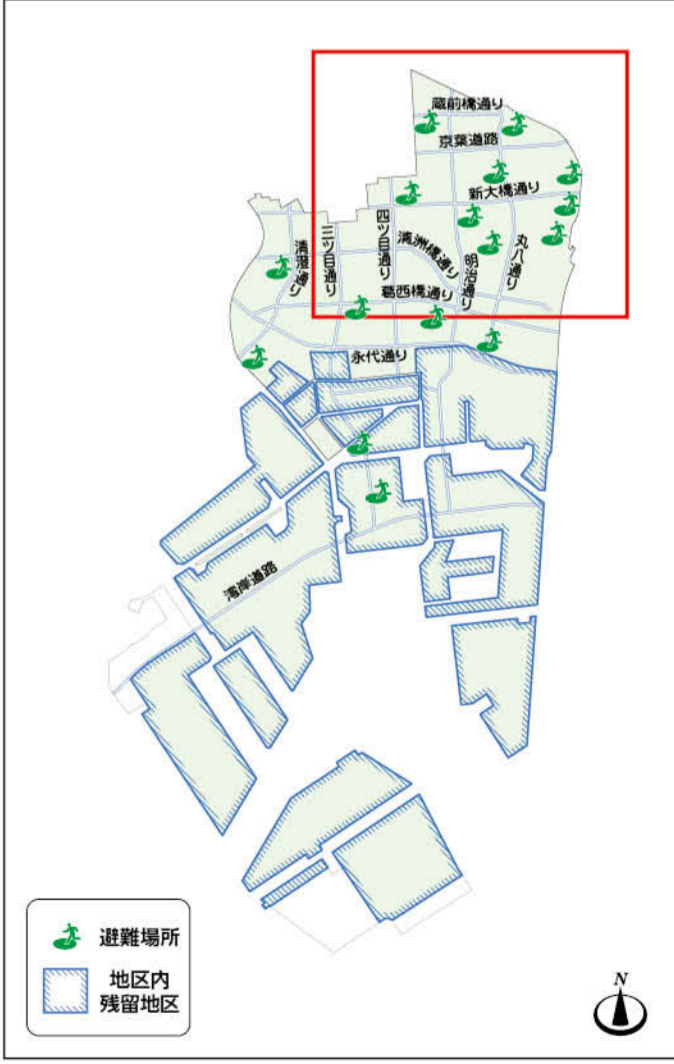 蔵前橋通り
京葉道路
新大橋通り
四ツ目通り
三ツ目通り
清澄通り
清洲橋通り
明治通り
丸八通り
葛西橋通り
永代通り
湾岸道路
避難場所
地区内
残留地区
N